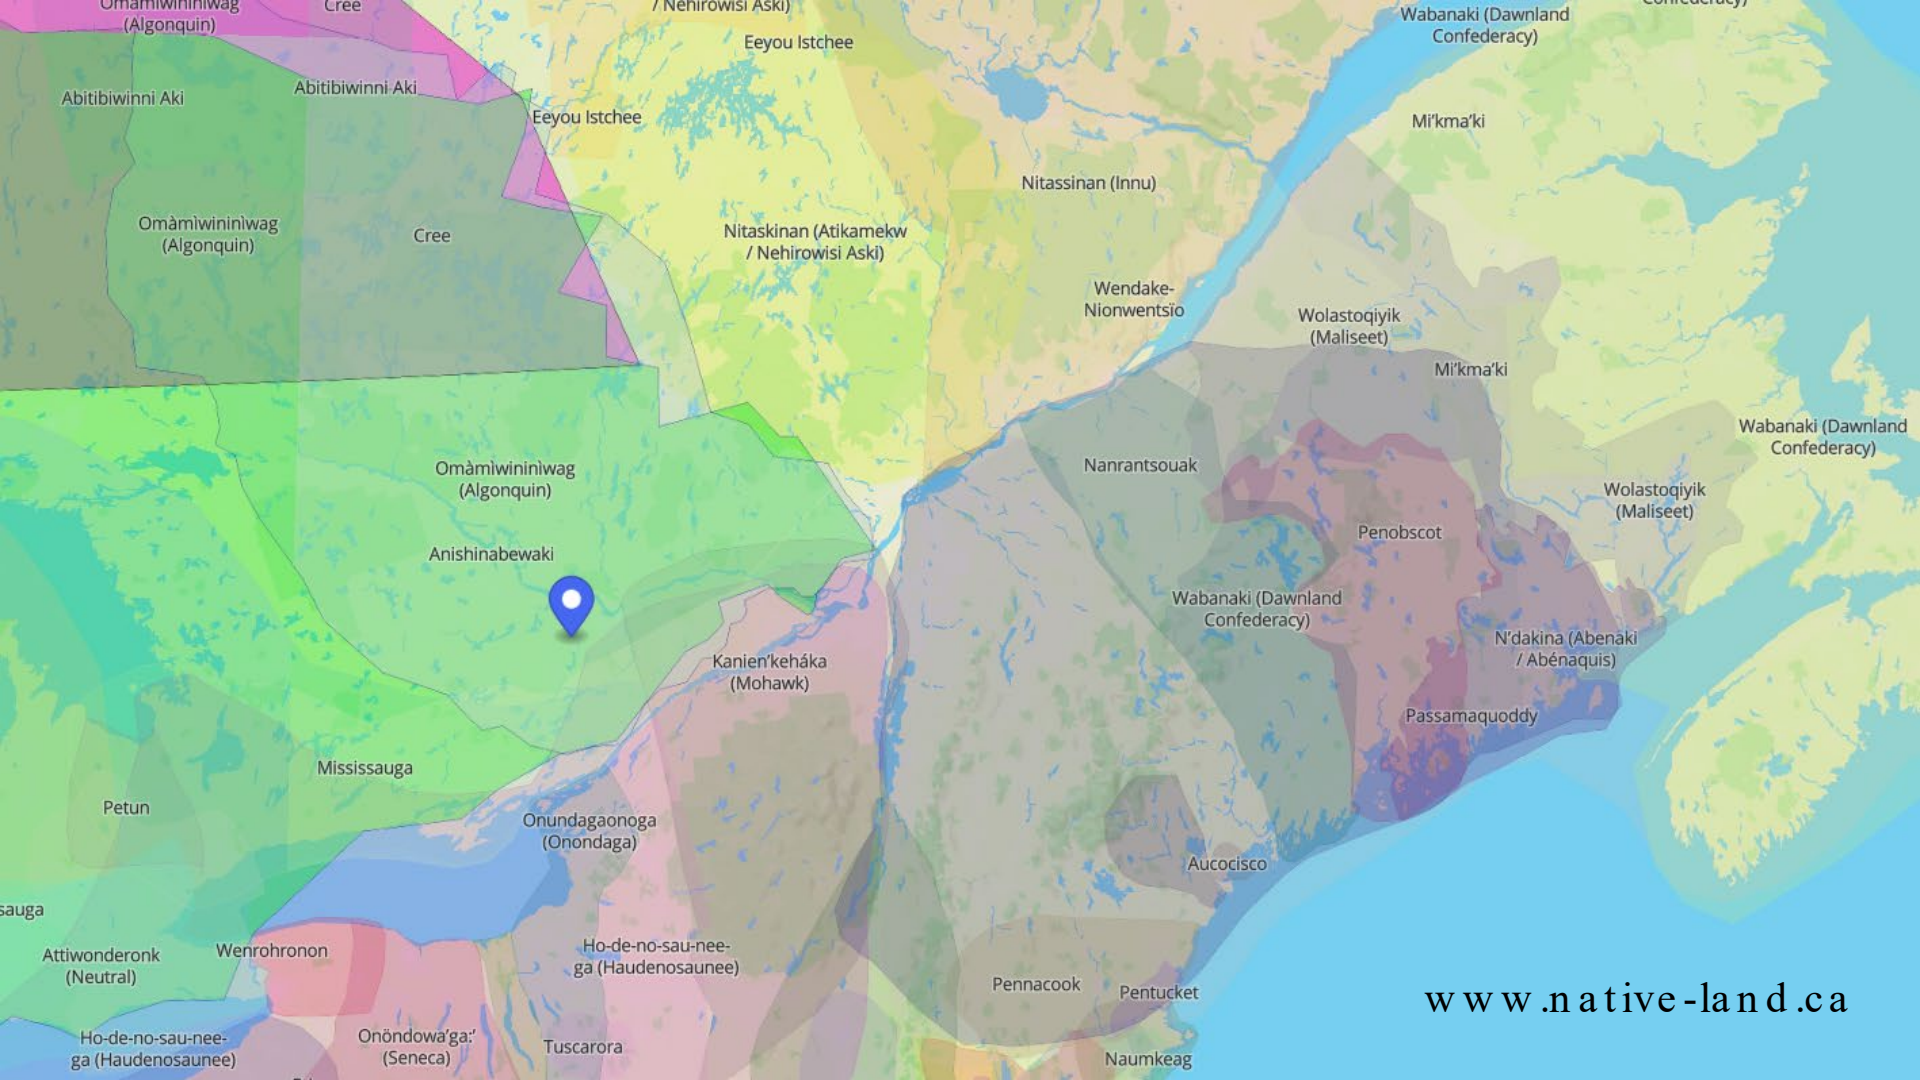 Omàmìwininìwag
(Algonquin)
Cree
/ Nehirowisi Aski)
Wabanaki (Dawnland
Confederacy)
Confederacy)
Eeyou Istchee
Abitibiwinni Aki
Abitibiwinni Aki
Eeyou Istchee
Mi’kma’ki
Nitassinan (Innu)
Omàmìwininìwag
(Algonquin)
Cree
Nitaskinan (Atikamekw
/ Nehirowisi Aski)
Wendake-
Nionwentsïo
Wolastoqiyik
(Maliseet)
Mi’kma’ki
Wabanaki (Dawnland
Confederacy)
Omàmìwininìwag
(Algonquin)
Nanrantsouak
Wolastoqiyik
(Maliseet)
Penobscot
Anishinabewaki
Wabanaki (Dawnland
Confederacy)
N’dakina (Abenaki
/ Abénaquis)
Kanien’kehá:ka
(Mohawk)
Passamaquoddy
Mississauga
Petun
Onundagaonoga
(Onondaga)
Aucocisco
sauga
Attiwonderonk
(Neutral)
Wenrohronon
Ho-de-no-sau-nee-
ga (Haudenosaunee)
Pennacook
Pentucket
www.native-land.ca
Ho-de-no-sau-nee-
ga (Haudenosaunee)
Onöndowa’ga:’
(Seneca)
Tuscarora
Naumkeag